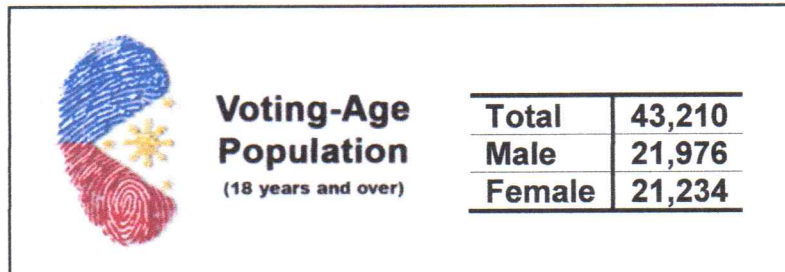 Voting-Age
Population
(18 years and over)
Total 43,210
Male 21,976
Female 21,234